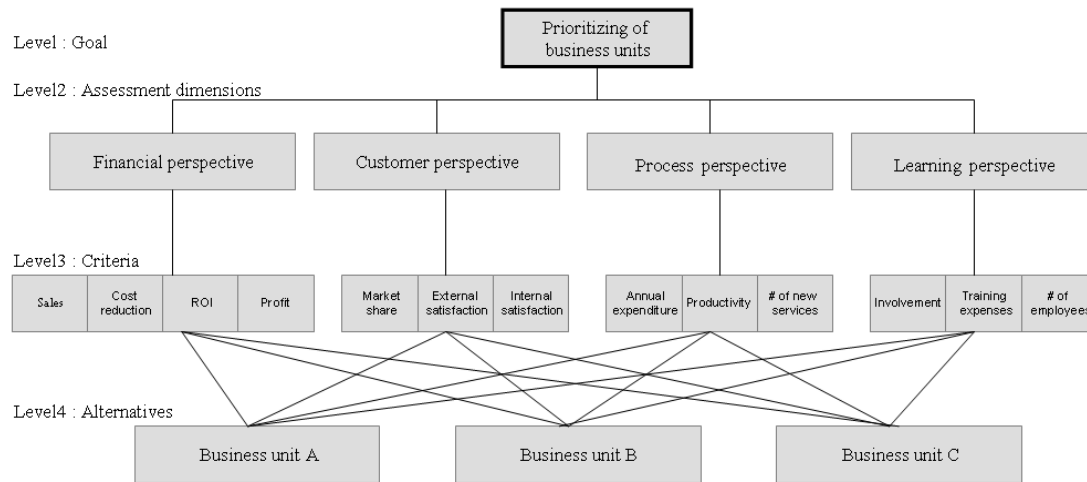 Prioritizing of
business units
Level : Goal
Level2 : Assessment dimensions
Financial perspective
Customer perspective
Process perspective
Learning perspective
Level3 : Criteria
Sales
Cost
reduction
ROI
Profit
Market
share
External
satisfaction
Internal
satisfaction
Annual
expenditure
Productivity
# of new
services
Involvement
Training
expenses
# of
employees
Level4 : Alternatives
Business unit A
Business unit B
Business unit C